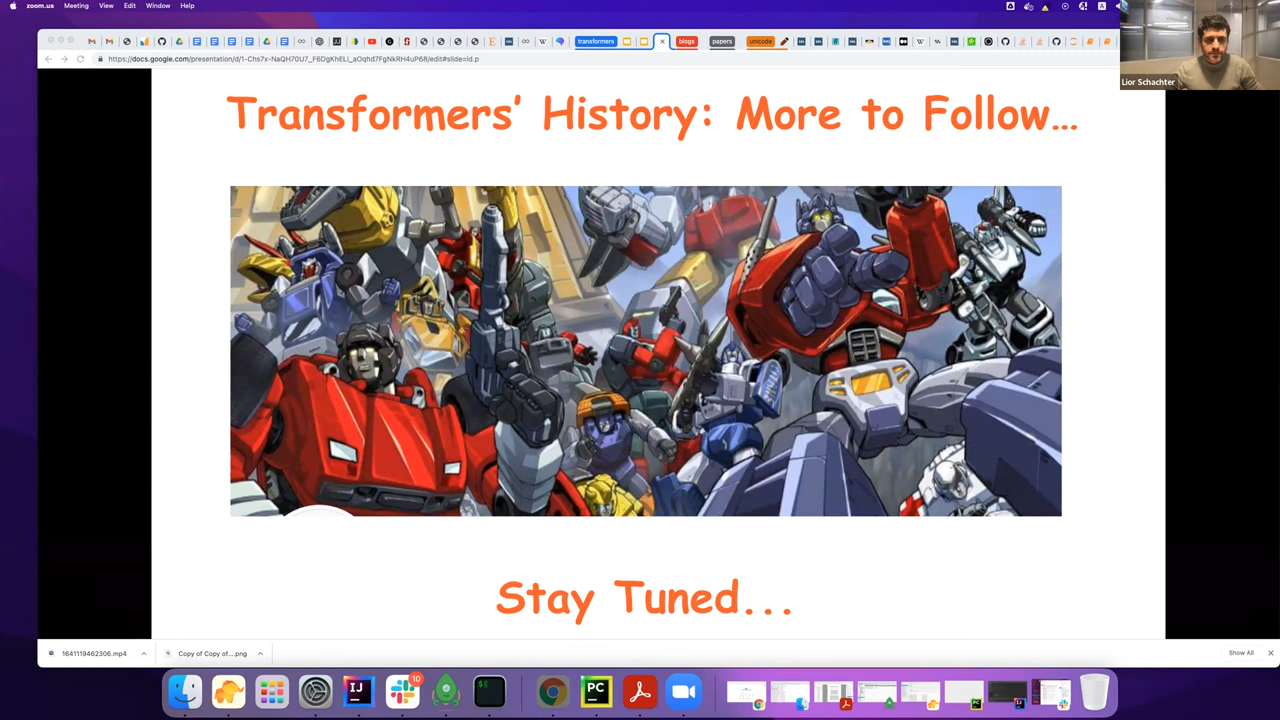 zoom.us Meeting View Edit Window Help
transformers blogs papers unicode
https://docs.google.com/presentation/d/1-Chs7x-NaQH70U7_F6DgKhELi_aOqhd7FgNkRH4uP68/edit#slide=id.p
Lior Schachter
Transformers’ History: More to Follow…
Stay Tuned...
1641119462306.mp4
Copy of Copy of....png
Show All
10
IJ
PC